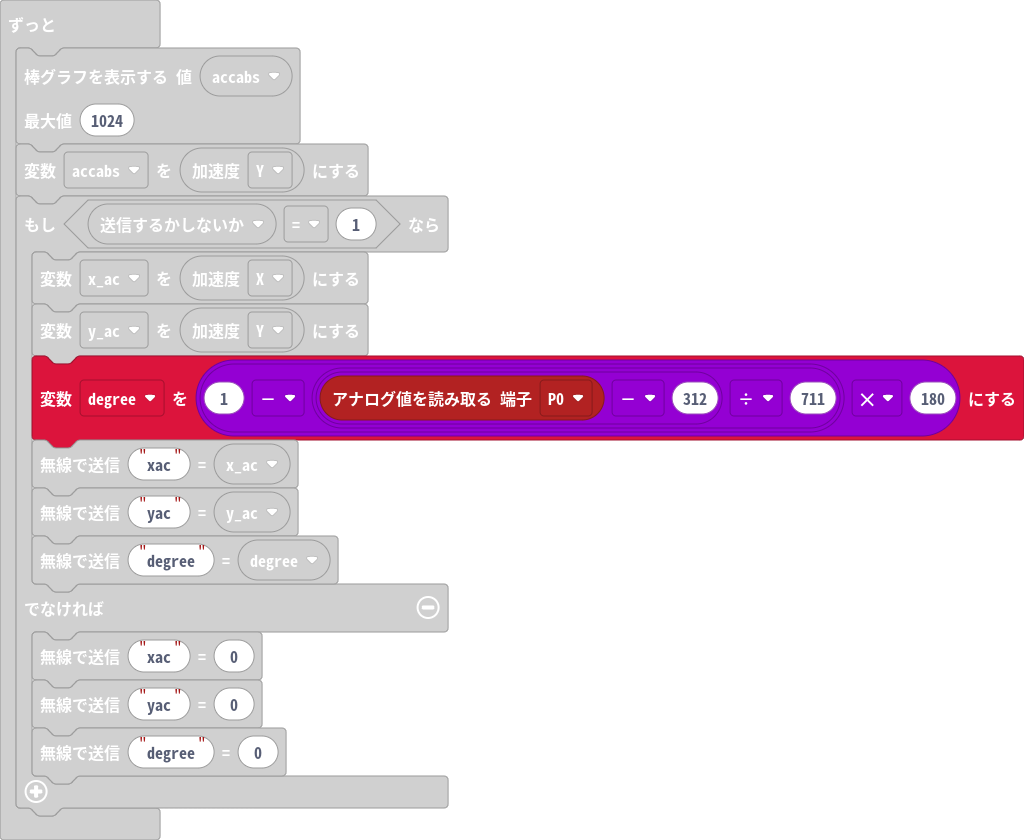 ずっと
棒グラフを表示する 値 accabs
最大値 1024
変数 accabs を 加速度 Y にする
もし 送信するかしないか = 1 なら
変数 x_ac を 加速度 X にする
変数 y_ac を 加速度 Y にする
変数 degree を 1 - アナログ値を読み取る 端子 P0 - 312 ÷ 711 × 180 にする
無線で送信 "xac" = x_ac
無線で送信 "yac" = y_ac
無線で送信 "degree" = degree
でなければ
無線で送信 "xac" = 0
無線で送信 "yac" = 0
無線で送信 "degree" = 0